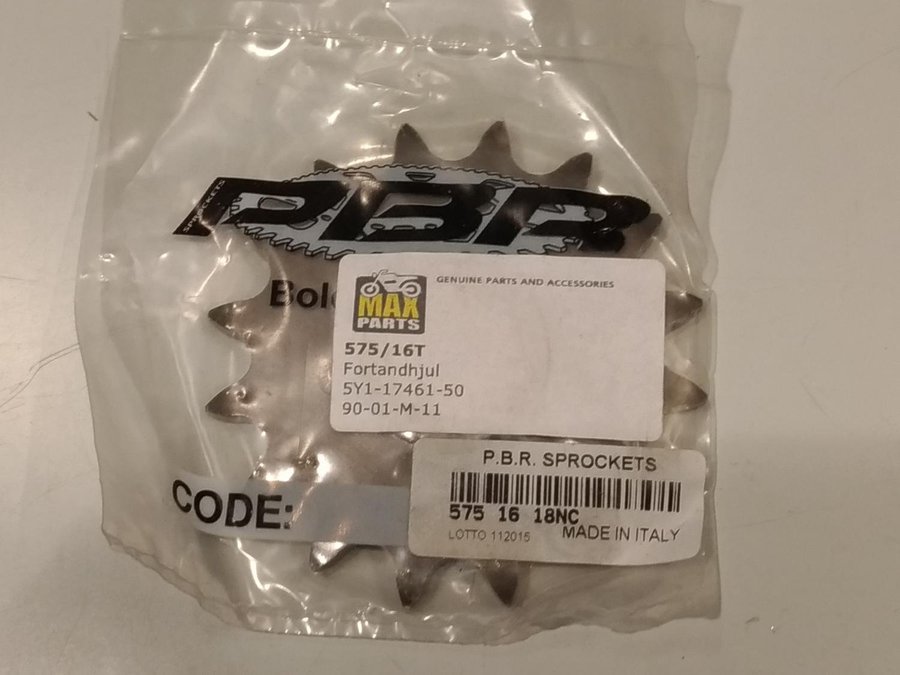 SPROCKETS
PBR
GENUINE PARTS AND ACCESSORIES
MAX
PARTS
575/16T
Fortandhjul
5Y1-17461-50
90-01-M-11
P.B.R. SPROCKETS
575 16 18NC
LOTTO 112015 MADE IN ITALY
CODE: